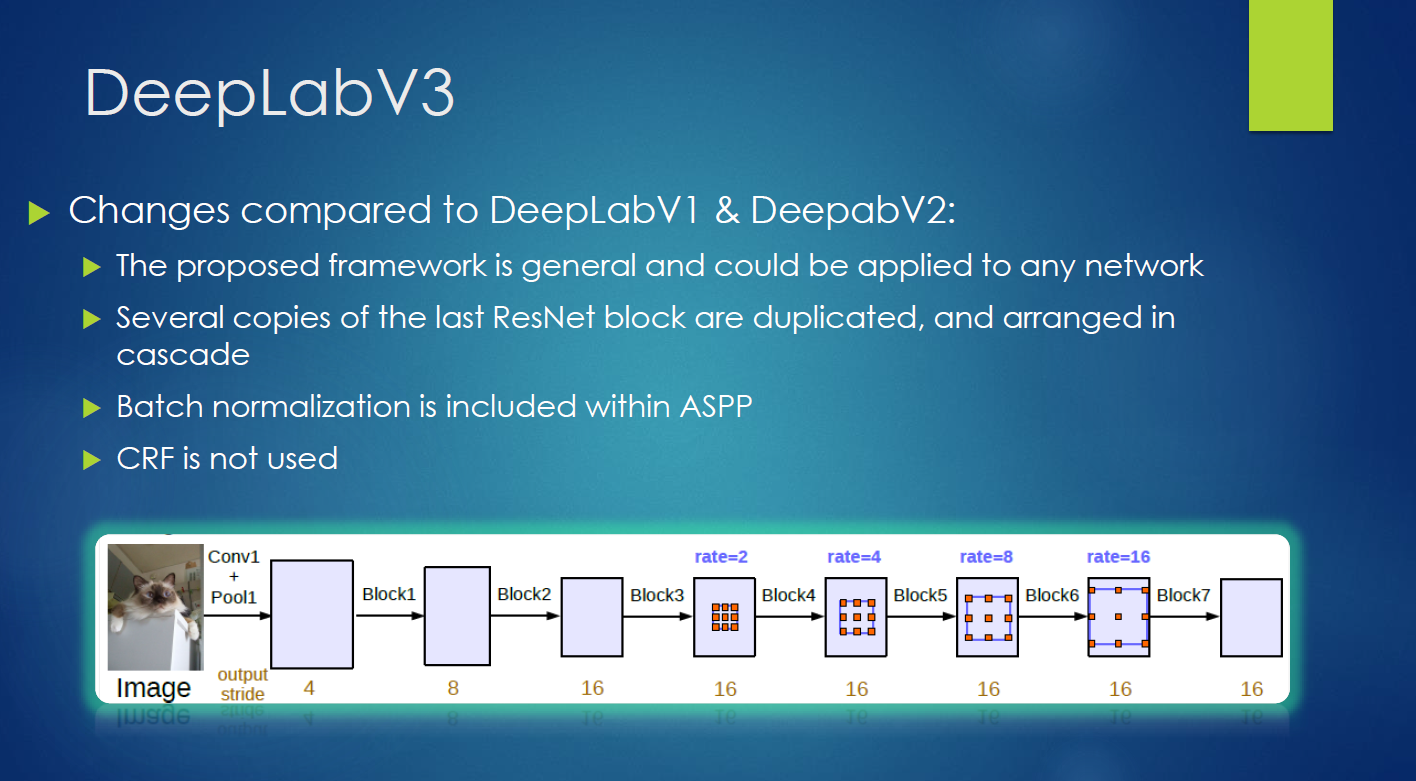 DeepLabV3
Changes compared to DeepLabV1 & DeepabV2:
The proposed framework is general and could be applied to any network
Several copies of the last ResNet block are duplicated, and arranged in
cascade
Batch normalization is included within ASPP
CRF is not used
rate=2 rate=4 rate=8 rate=16
Conv1
+
Pool1
Block1 Block2 Block3 Block4 Block5 Block6 Block7
Image
output
stride
4 8 16 16 16 16 16 16